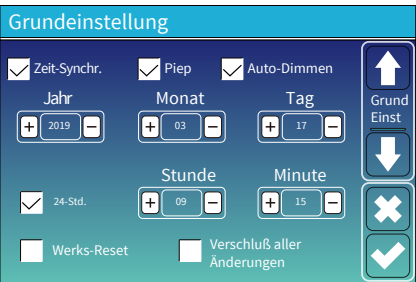 Grundeinstellung
Zeit-Synchr. Piep Auto-Dimmen
Jahr Monat Tag
+ 2019 − + 03 − + 17 −
Grund
Einst
Stunde Minute
24-Std. + 09 − + 15 −
Werks-Reset
Verschluß aller
Änderungen